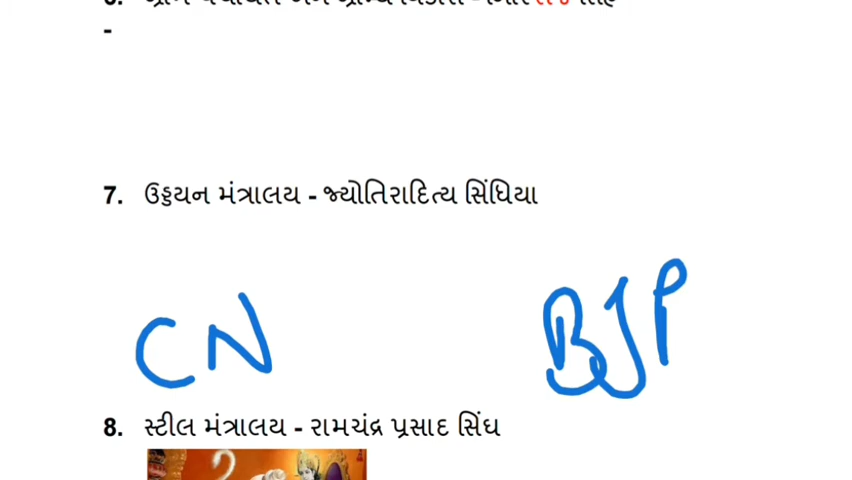 -
7. ઉડ્ડયન મંત્રાલય - જ્યોતિરાદિત્ય સિંધિયા
CN BJP
8. સ્ટીલ મંત્રાલય - રામચંદ્ર પ્રસાદ સિંઘ